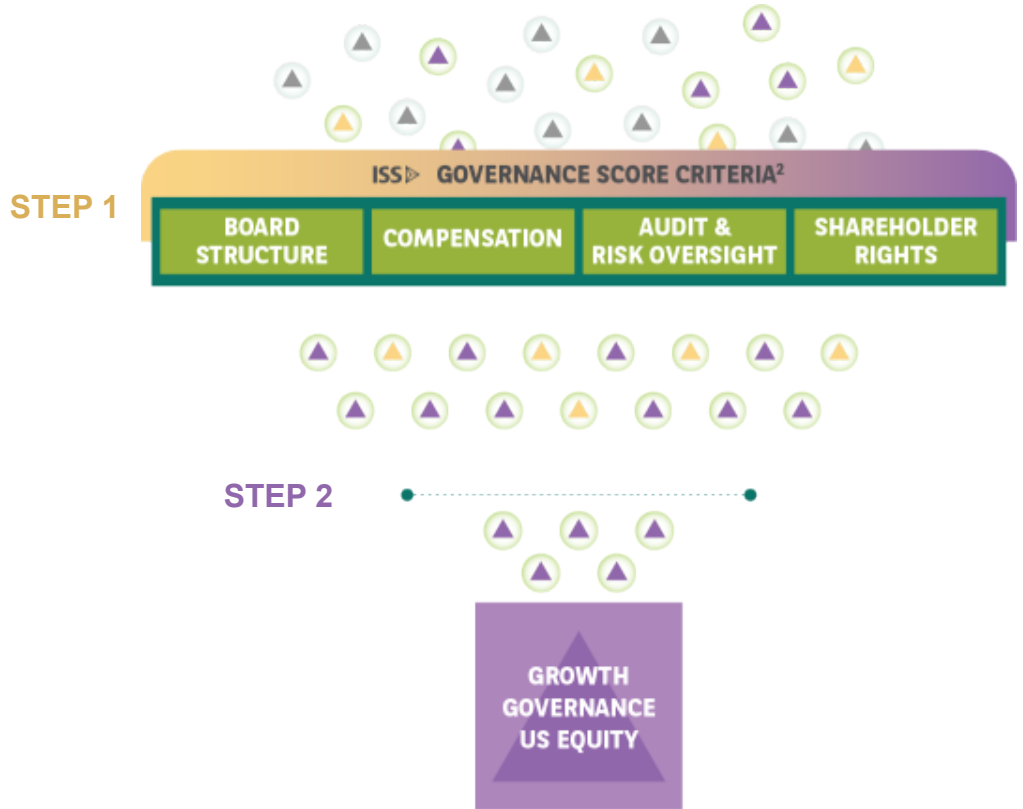 ISS GOVERNANCE SCORE CRITERIA²
STEP 1
BOARD
STRUCTURE
COMPENSATION
AUDIT &
RISK OVERSIGHT
SHAREHOLDER
RIGHTS
STEP 2
GROWTH
GOVERNANCE
US EQUITY